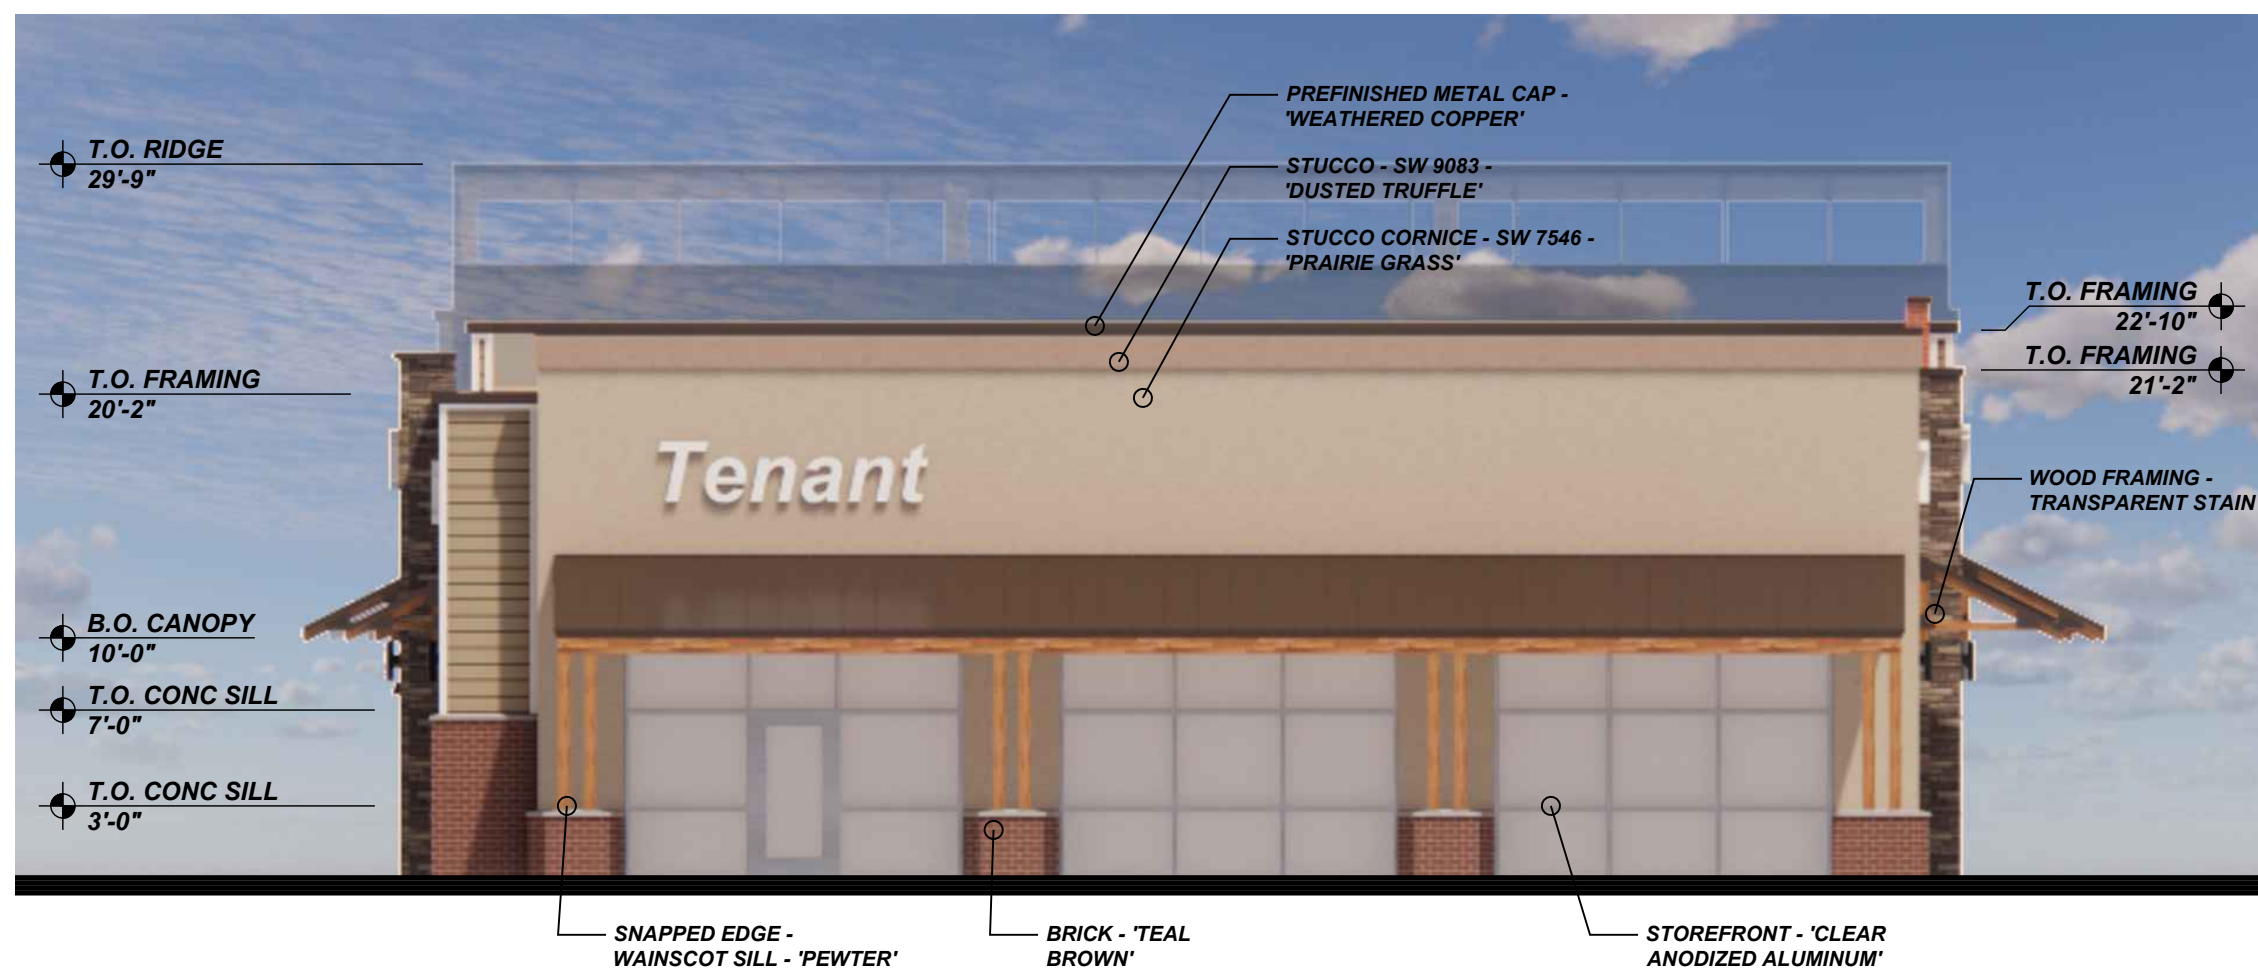 PREFINISHED METAL CAP -
'WEATHERED COPPER'
T.O. RIDGE
29'-9"
STUCCO - SW 9083 -
'DUSTED TRUFFLE'
STUCCO CORNICE - SW 7546 -
'PRAIRIE GRASS'
T.O. FRAMING
22'-10"
T.O. FRAMING
21'-2"
T.O. FRAMING
20'-2"
Tenant
WOOD FRAMING -
TRANSPARENT STAIN
B.O. CANOPY
10'-0"
T.O. CONC SILL
7'-0"
T.O. CONC SILL
3'-0"
SNAPPED EDGE -
WAINSCOT SILL - 'PEWTER'
BRICK - 'TEAL
BROWN'
STOREFRONT - 'CLEAR
ANODIZED ALUMINUM'